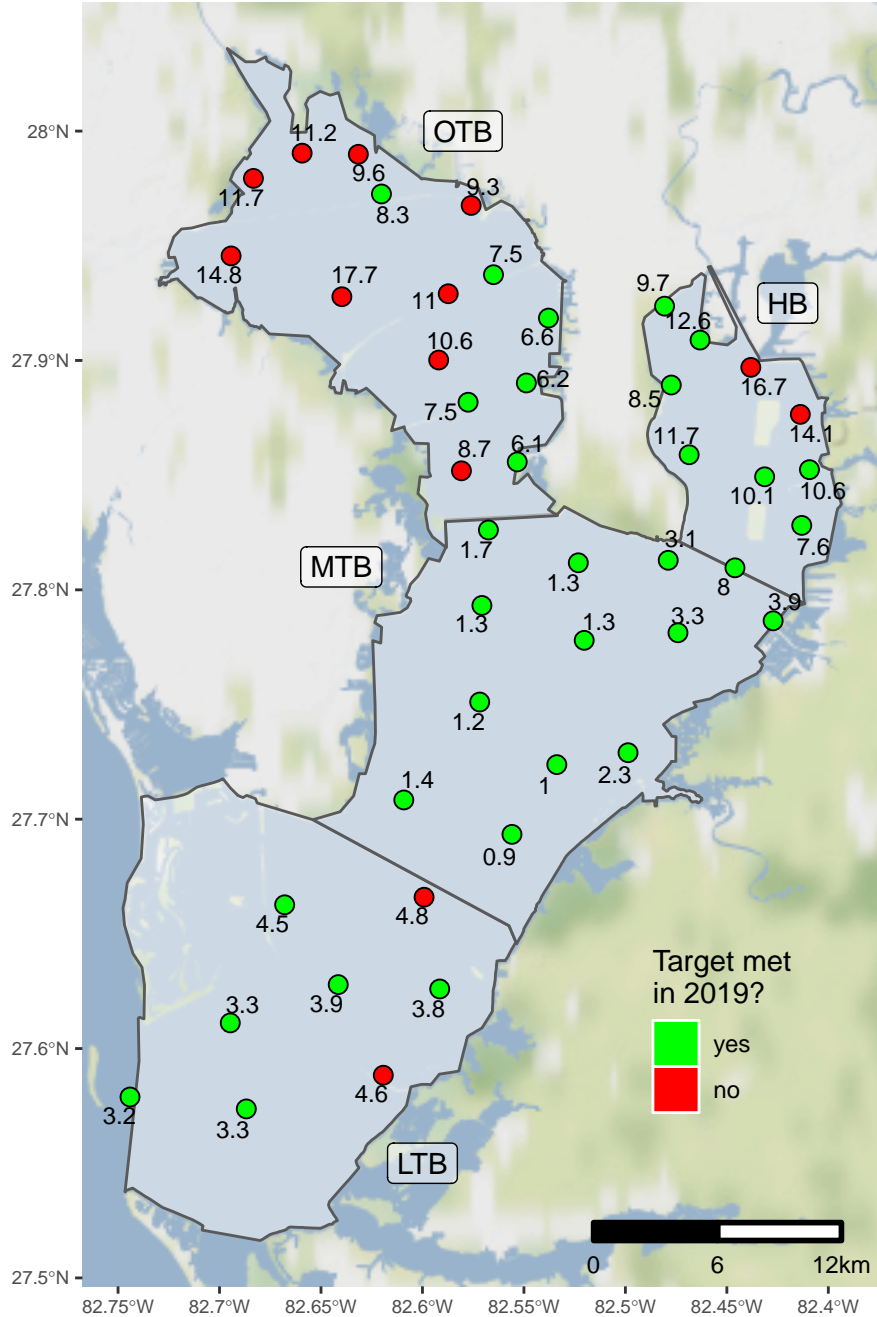 OTB
28°N
11.2
9.6
9.3
11.7
8.3
7.5
14.8
17.7
11
6.6
9.7
HB
12.6
27.9°N
10.6
16.7
6.2
8.5
7.5
14.1
8.7
6.1
11.7
10.1
10.6
1.7
3.1
7.6
MTB
1.3
8
27.8°N
3.9
1.3
1.3
3.3
1.2
1
2.3
1.4
27.7°N
0.9
4.5
4.8
Target met
in 2019?
3.3
3.9
3.8
yes
27.6°N
no
3.2
3.3
4.6
LTB
0
6
12km
27.5°N
82.75°W
82.7°W
82.65°W
82.6°W
82.55°W
82.5°W
82.45°W
82.4°W